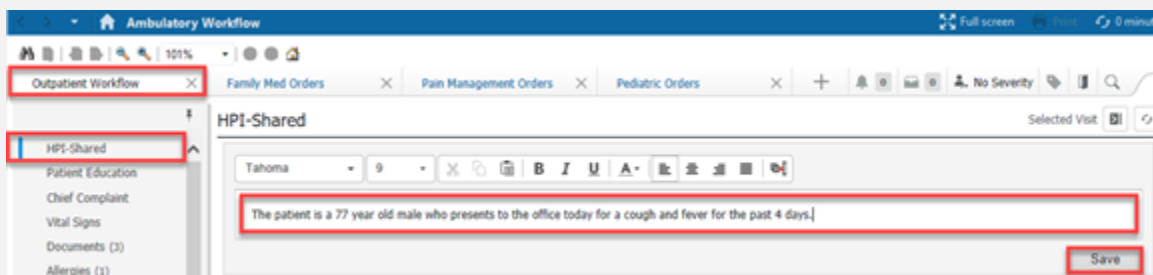 Ambulatory Workflow Full screen Print 0 minut
101%
Outpatient Workflow Family Med Orders Pain Management Orders Pediatric Orders 0 0 No Severity
HPI-Shared Selected Visit
HPI-Shared
Tahoma 9 B I U A
Patient Education
Chief Complaint
The patient is a 77 year old male who presents to the office today for a cough and fever for the past 4 days.
Vital Signs
Documents (3)
Save
Allergies (1)